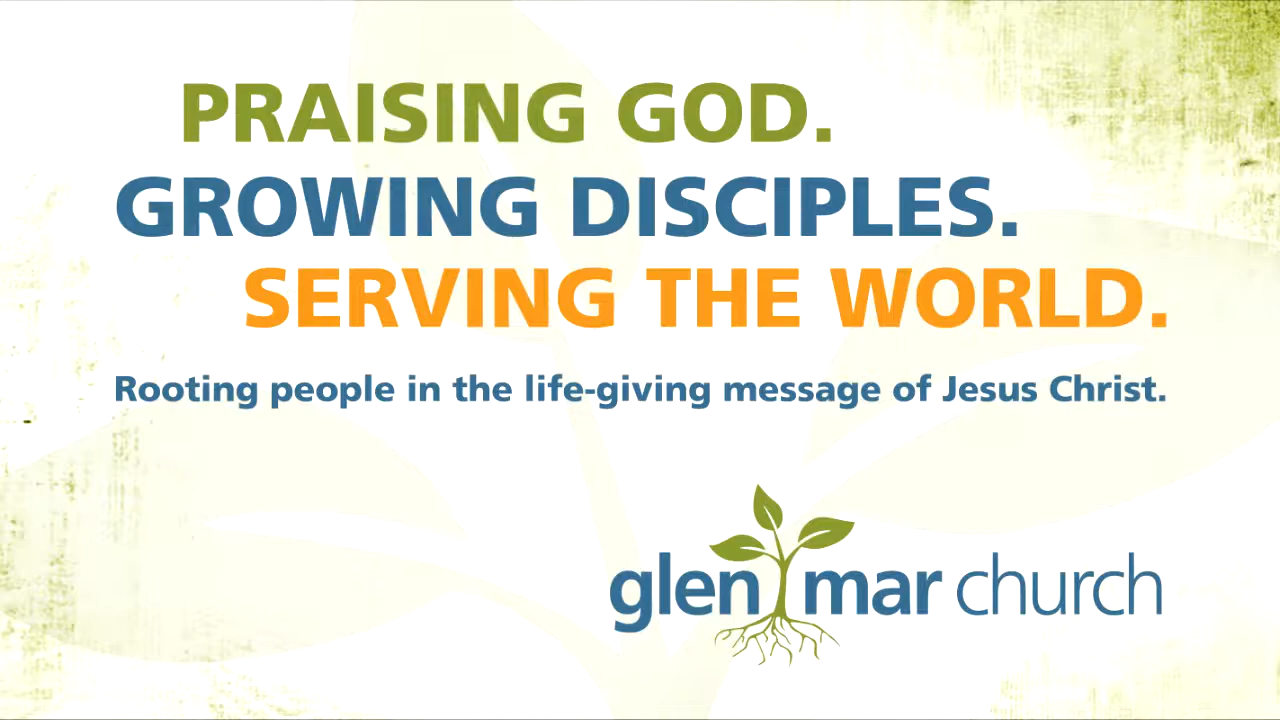 PRAISING GOD.
GROWING DISCIPLES.
SERVING THE WORLD.
Rooting people in the life-giving message of Jesus Christ.
glen mar church